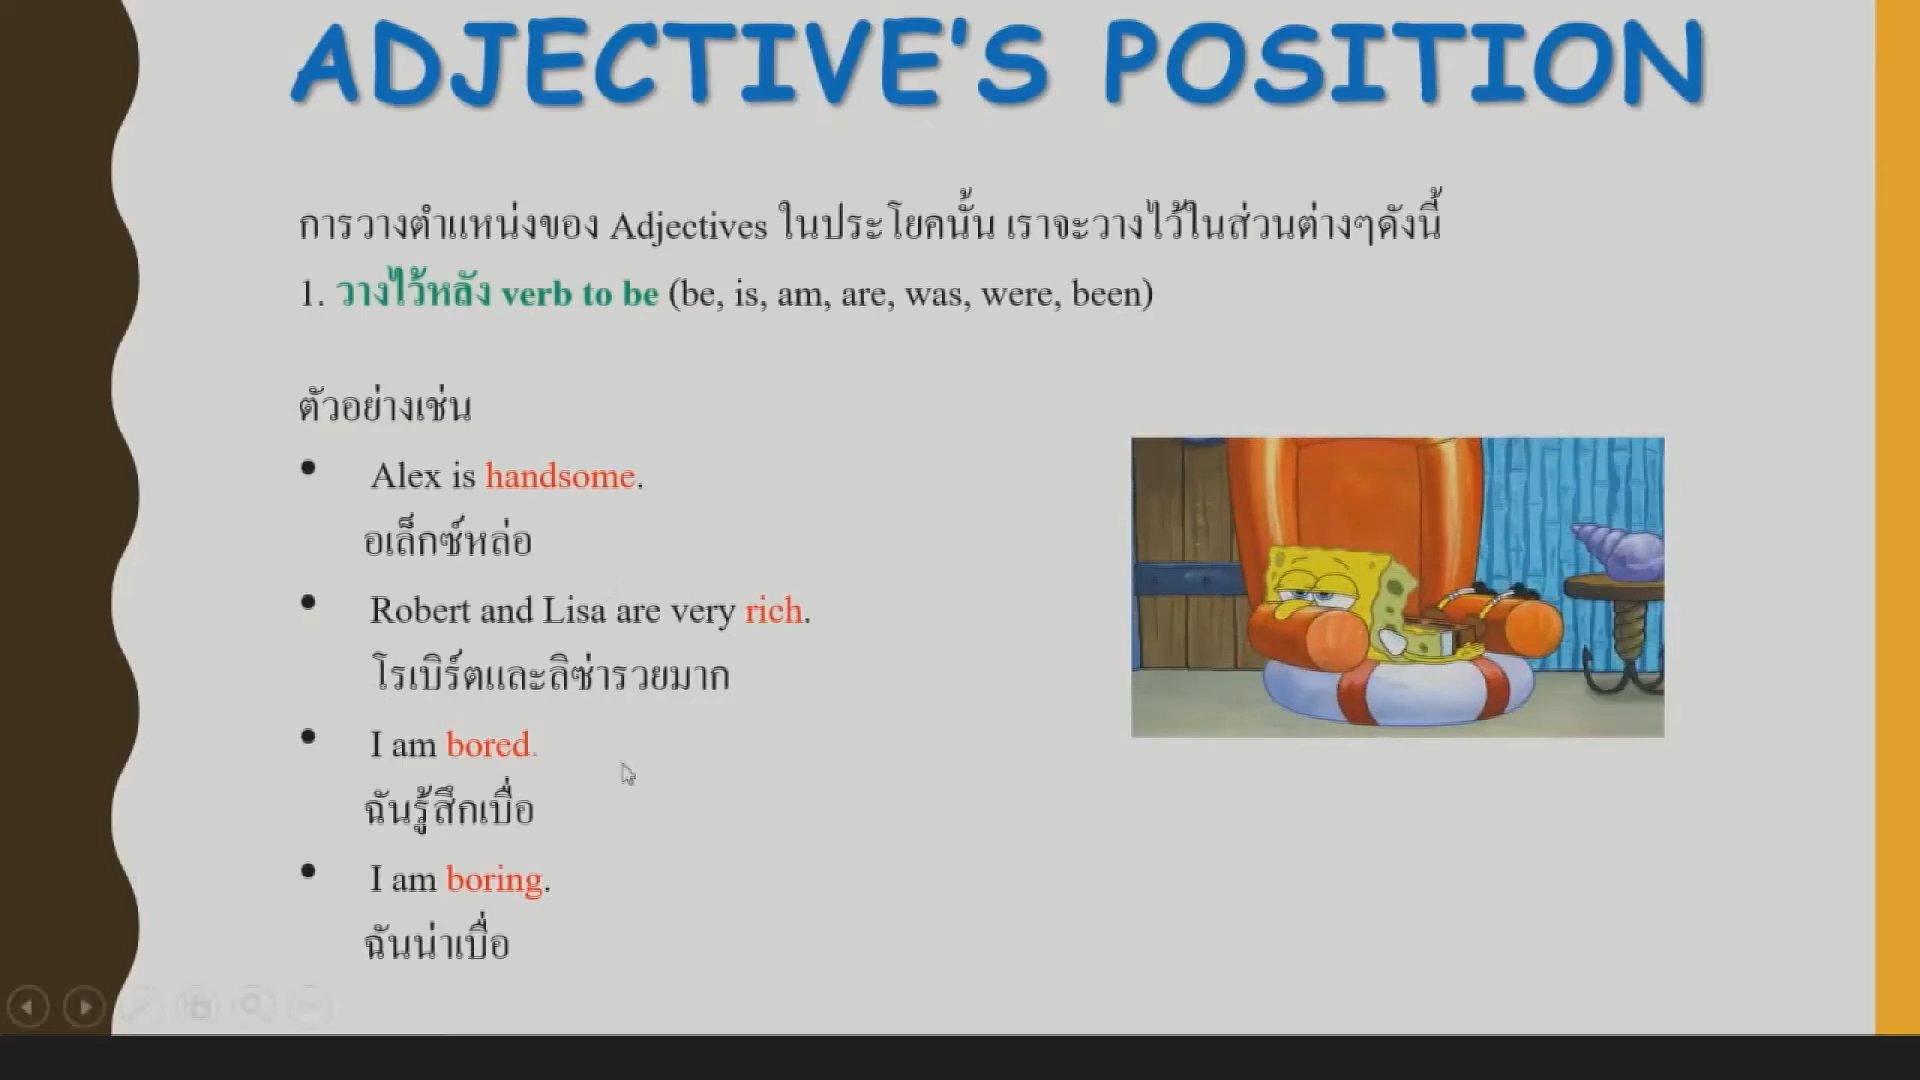 ADJECTIVE'S POSITION
การวางตำแหน่งของ Adjectives ในประโยคนั้น เราจะวางไว้ในส่วนต่างๆดังนี้
1. วางไว้หลัง verb to be (be, is, am, are, was, were, been)
ตัวอย่างเช่น
• Alex is handsome.
อเล็กซ์หล่อ
• Robert and Lisa are very rich.
โรเบิร์ตและลิซ่ารวยมาก
• I am bored.
ฉันรู้สึกเบื่อ
• I am boring.
ฉันน่าเบื่อ